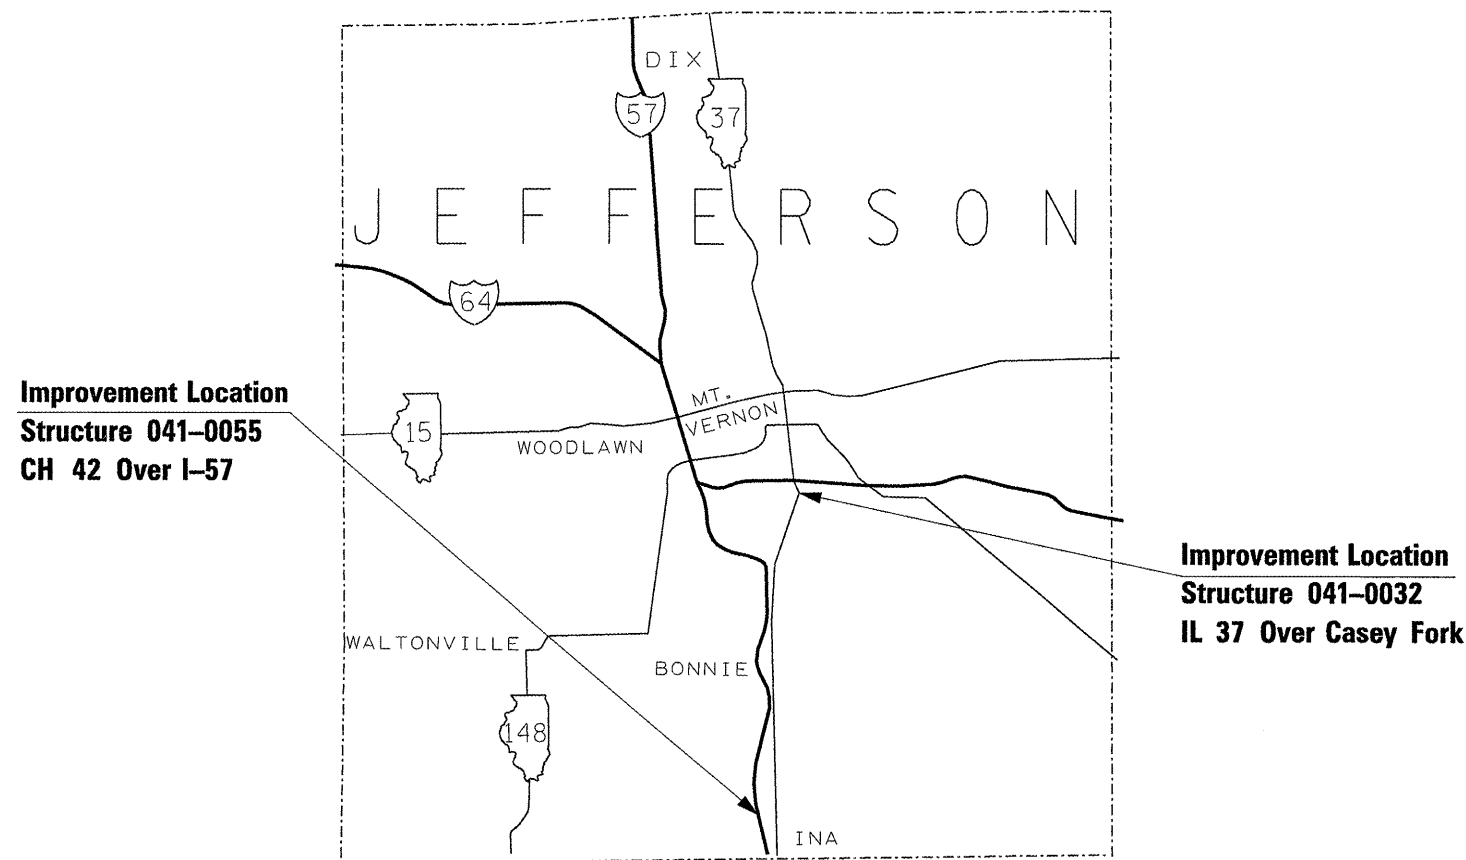 DIX
57
37
JEFFERSON
64
Improvement Location
Structure 041–0055
CH 42 Over I–57
15
WOODLAWN
MT.
VERNON
Improvement Location
Structure 041–0032
IL 37 Over Casey Fork
WALTONVILLE
BONNIE
148
INA